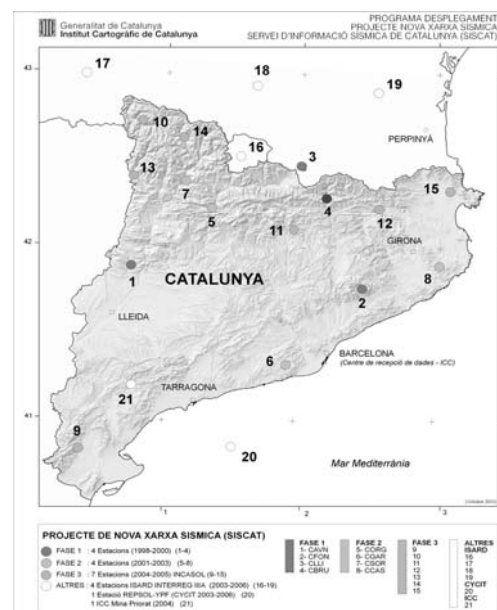 Generalitat de Catalunya
Institut Cartogràfic de Catalunya
PROGRAMA DESPLEGAMENT
PROJECTE NOVA XARXA SÍSMICA
SERVEI D'INFORMACIÓ SÍSMICA DE CATALUNYA (SISCAT)
43
17
18
19
10
14
PERPINYÀ
16
3
13
7
15
5
4
42
11
12
GIRONA
1
CATALUNYA
8
2
LLEIDA
6
BARCELONA
(Centre de recepció de dades - ICC)
21
TARRAGONA
41
9
20
Mar Mediterrània
0
1
2
3
PROJECTE DE NOVA XARXA SISMICA (SISCAT)
FASE 1 : 4 Estacions (1998-2000) (1-4)
FASE 2 : 4 Estacions (2001-2003) (5-8)
FASE 3 : 7 Estacions (2004-2005) INCASOL (9-15)
ALTRES : 4 Estacions ISARD INTERREG IIIA (2003-2006) (16-19)
1 Estació REPSOL-YPF (CYCIT 2003-2006) (20)
1 ICC Mina Priorat (2004) (21)
FASE 1
1- CAVN
2- CFON
3- CLLI
4- CBRU
FASE 2
5- CORG
6- CGAR
7- CSOR
8- CCAS
FASE 3
9
10
11
12
13
14
15
ALTRES
ISARD
16
17
18
19
CYCIT
20
ICC
21